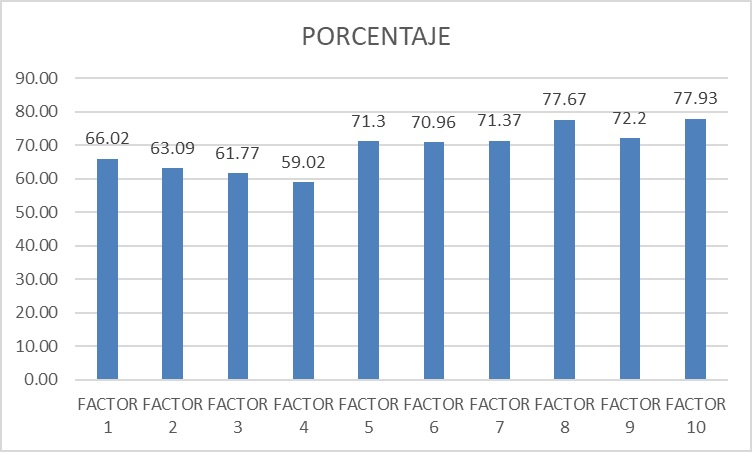 PORCENTAJE
90.00
80.00
70.00
60.00
50.00
40.00
30.00
20.00
10.00
0.00
66.02
63.09
61.77
59.02
71.3
70.96
71.37
77.67
72.2
77.93
FACTOR 1
FACTOR 2
FACTOR 3
FACTOR 4
FACTOR 5
FACTOR 6
FACTOR 7
FACTOR 8
FACTOR 9
FACTOR 10